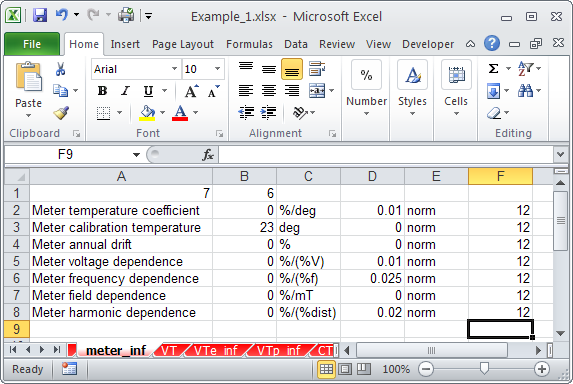 Example_1.xlsx - Microsoft Excel
File Home Insert Page Layout Formulas Data Review View Developer
Paste
Arial 10
B I U A
Σ
%
Number
A
Styles
Cells
Clipboard Font Alignment Editing
F9 fx
A B C D E F
1 7 6
2 Meter temperature coefficient 0 %/deg 0.01 norm 12
3 Meter calibration temperature 23 deg 0 norm 12
4 Meter annual drift 0 % 0 norm 12
5 Meter voltage dependence 0 %/(%V) 0.01 norm 12
6 Meter frequency dependence 0 %/(%f) 0.025 norm 12
7 Meter field dependence 0 %/mT 0 norm 12
8 Meter harmonic dependence 0 %/(%dist) 0.02 norm 12
9
meter_inf VT VTe_inf VTp_inf CT
Ready 100%